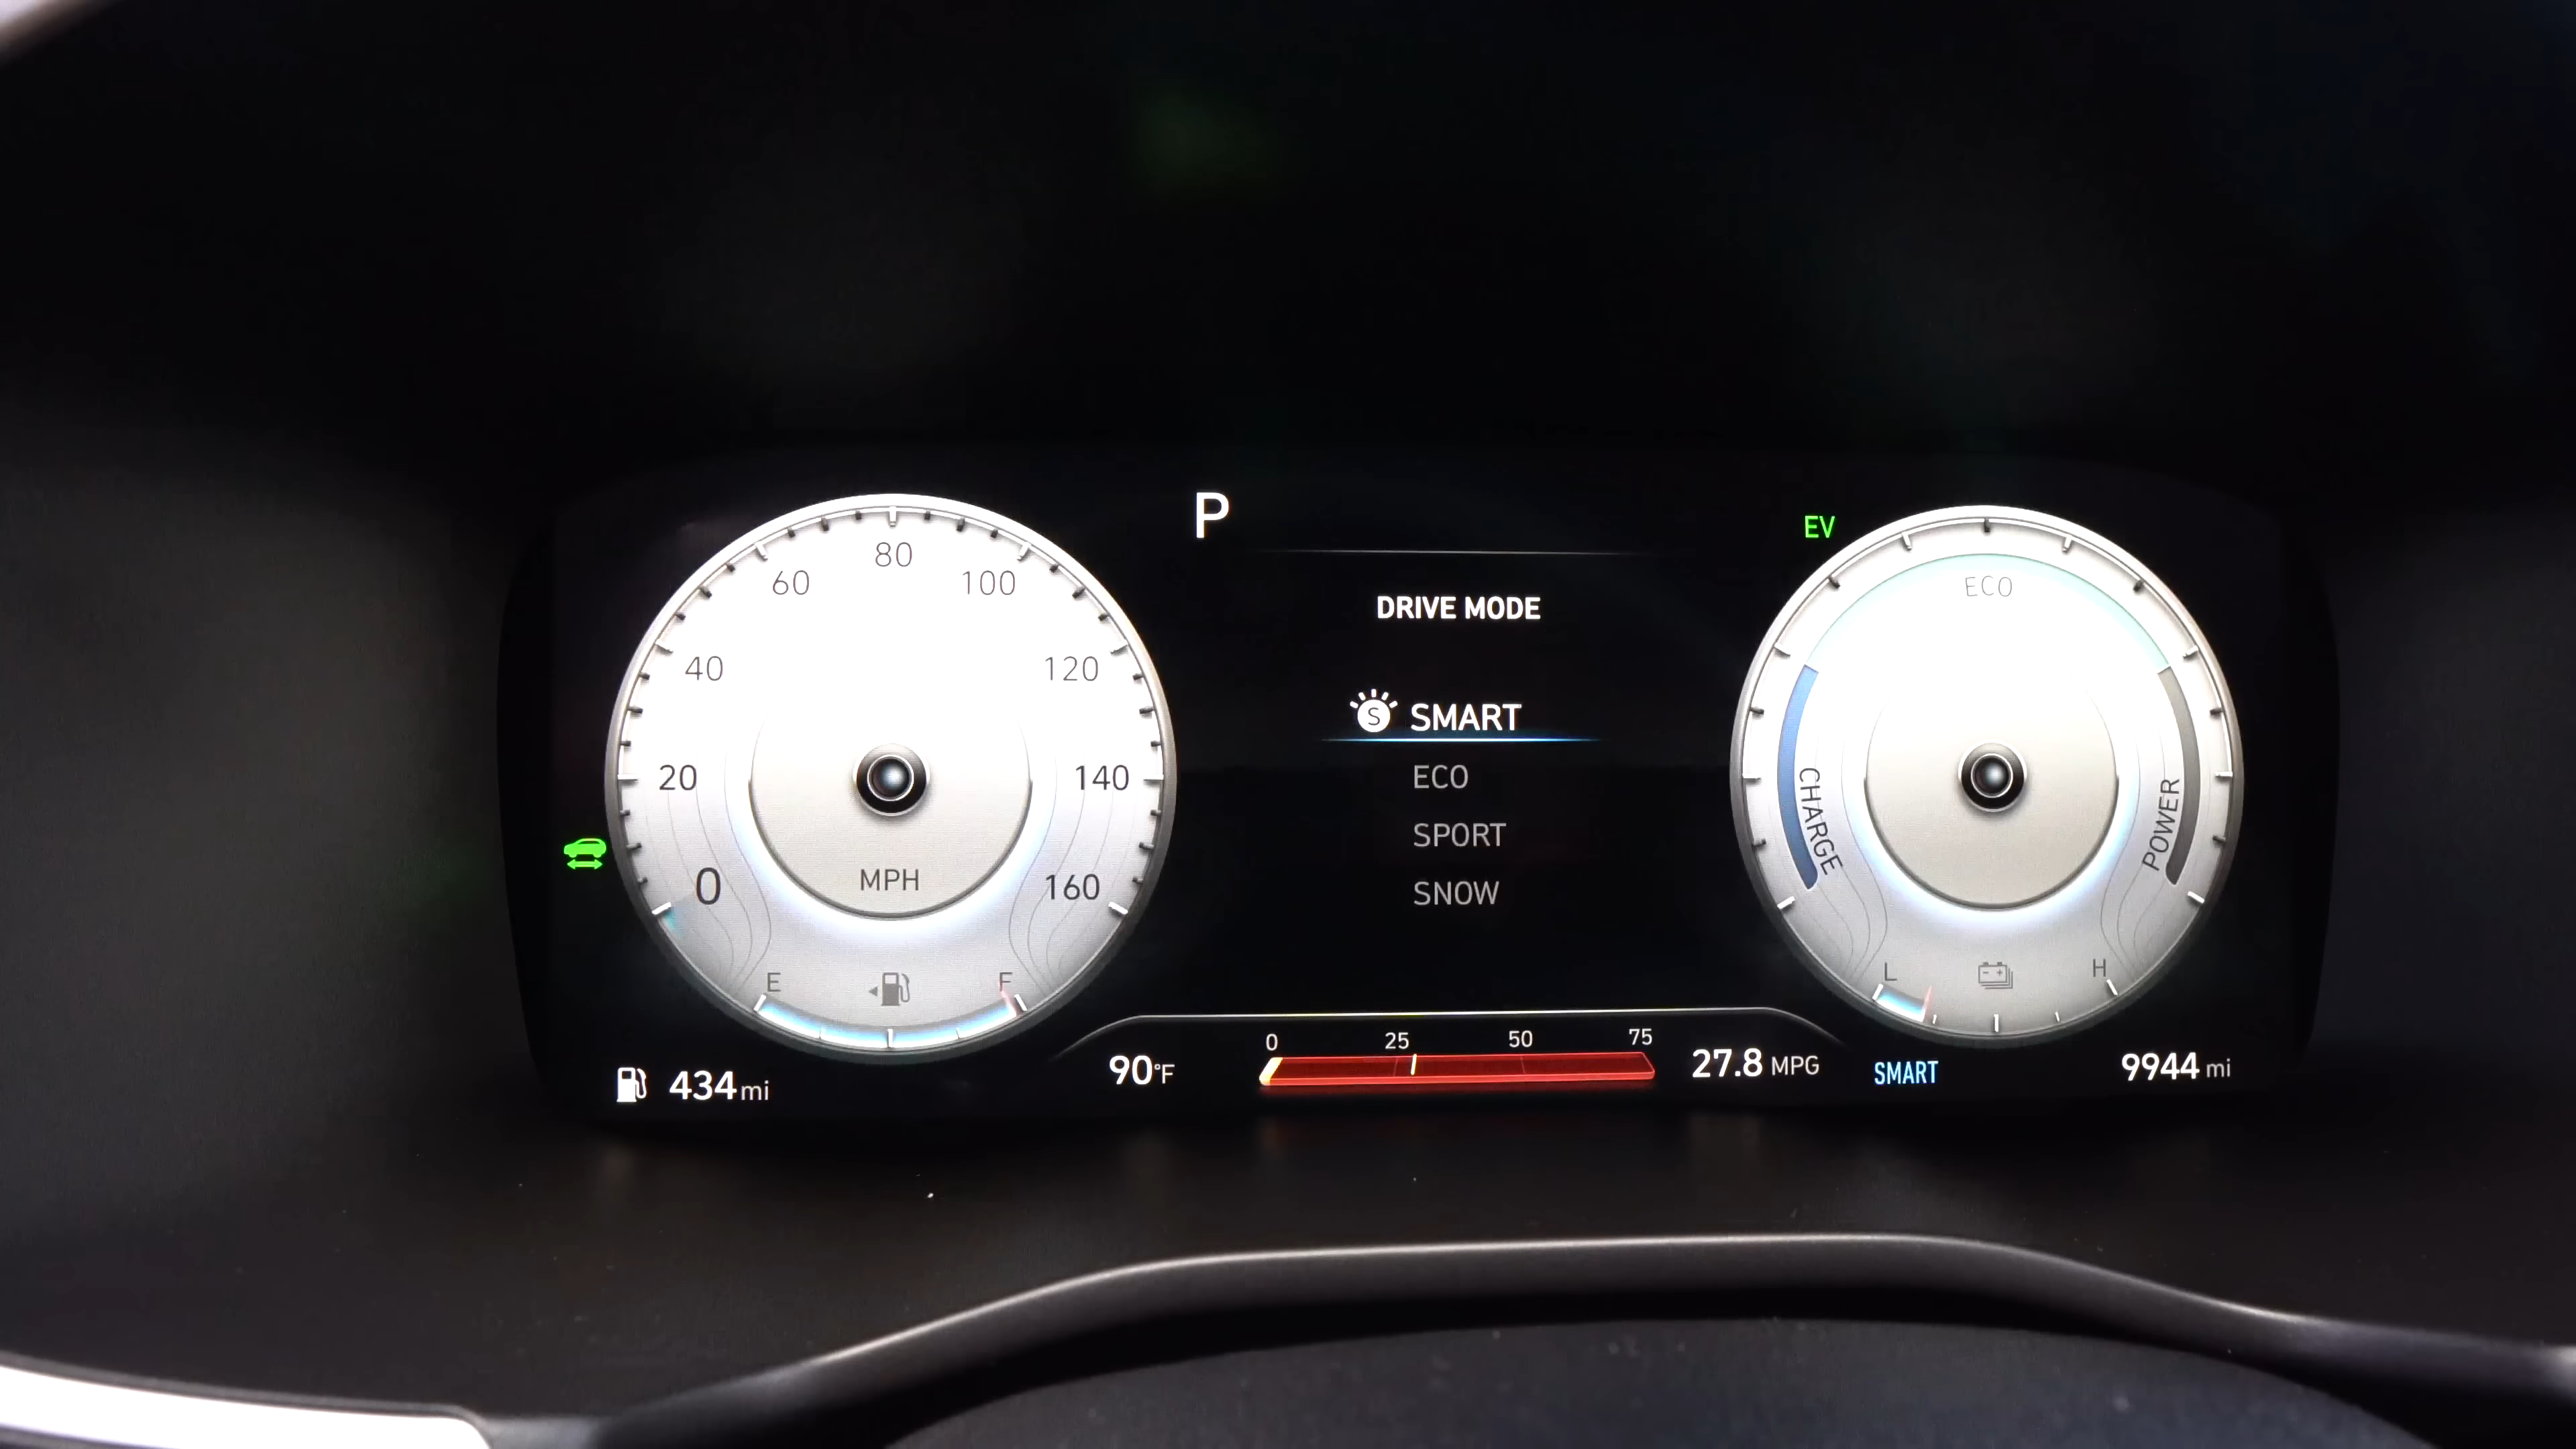 P
EV
80
60 100
40 120
20 140
0 160
MPH
E F
DRIVE MODE
S SMART
ECO
SPORT
SNOW
ECO
CHARGE
POWER
L H
0 25 50 75
434 mi
90°F
27.8 MPG
SMART
9944 mi